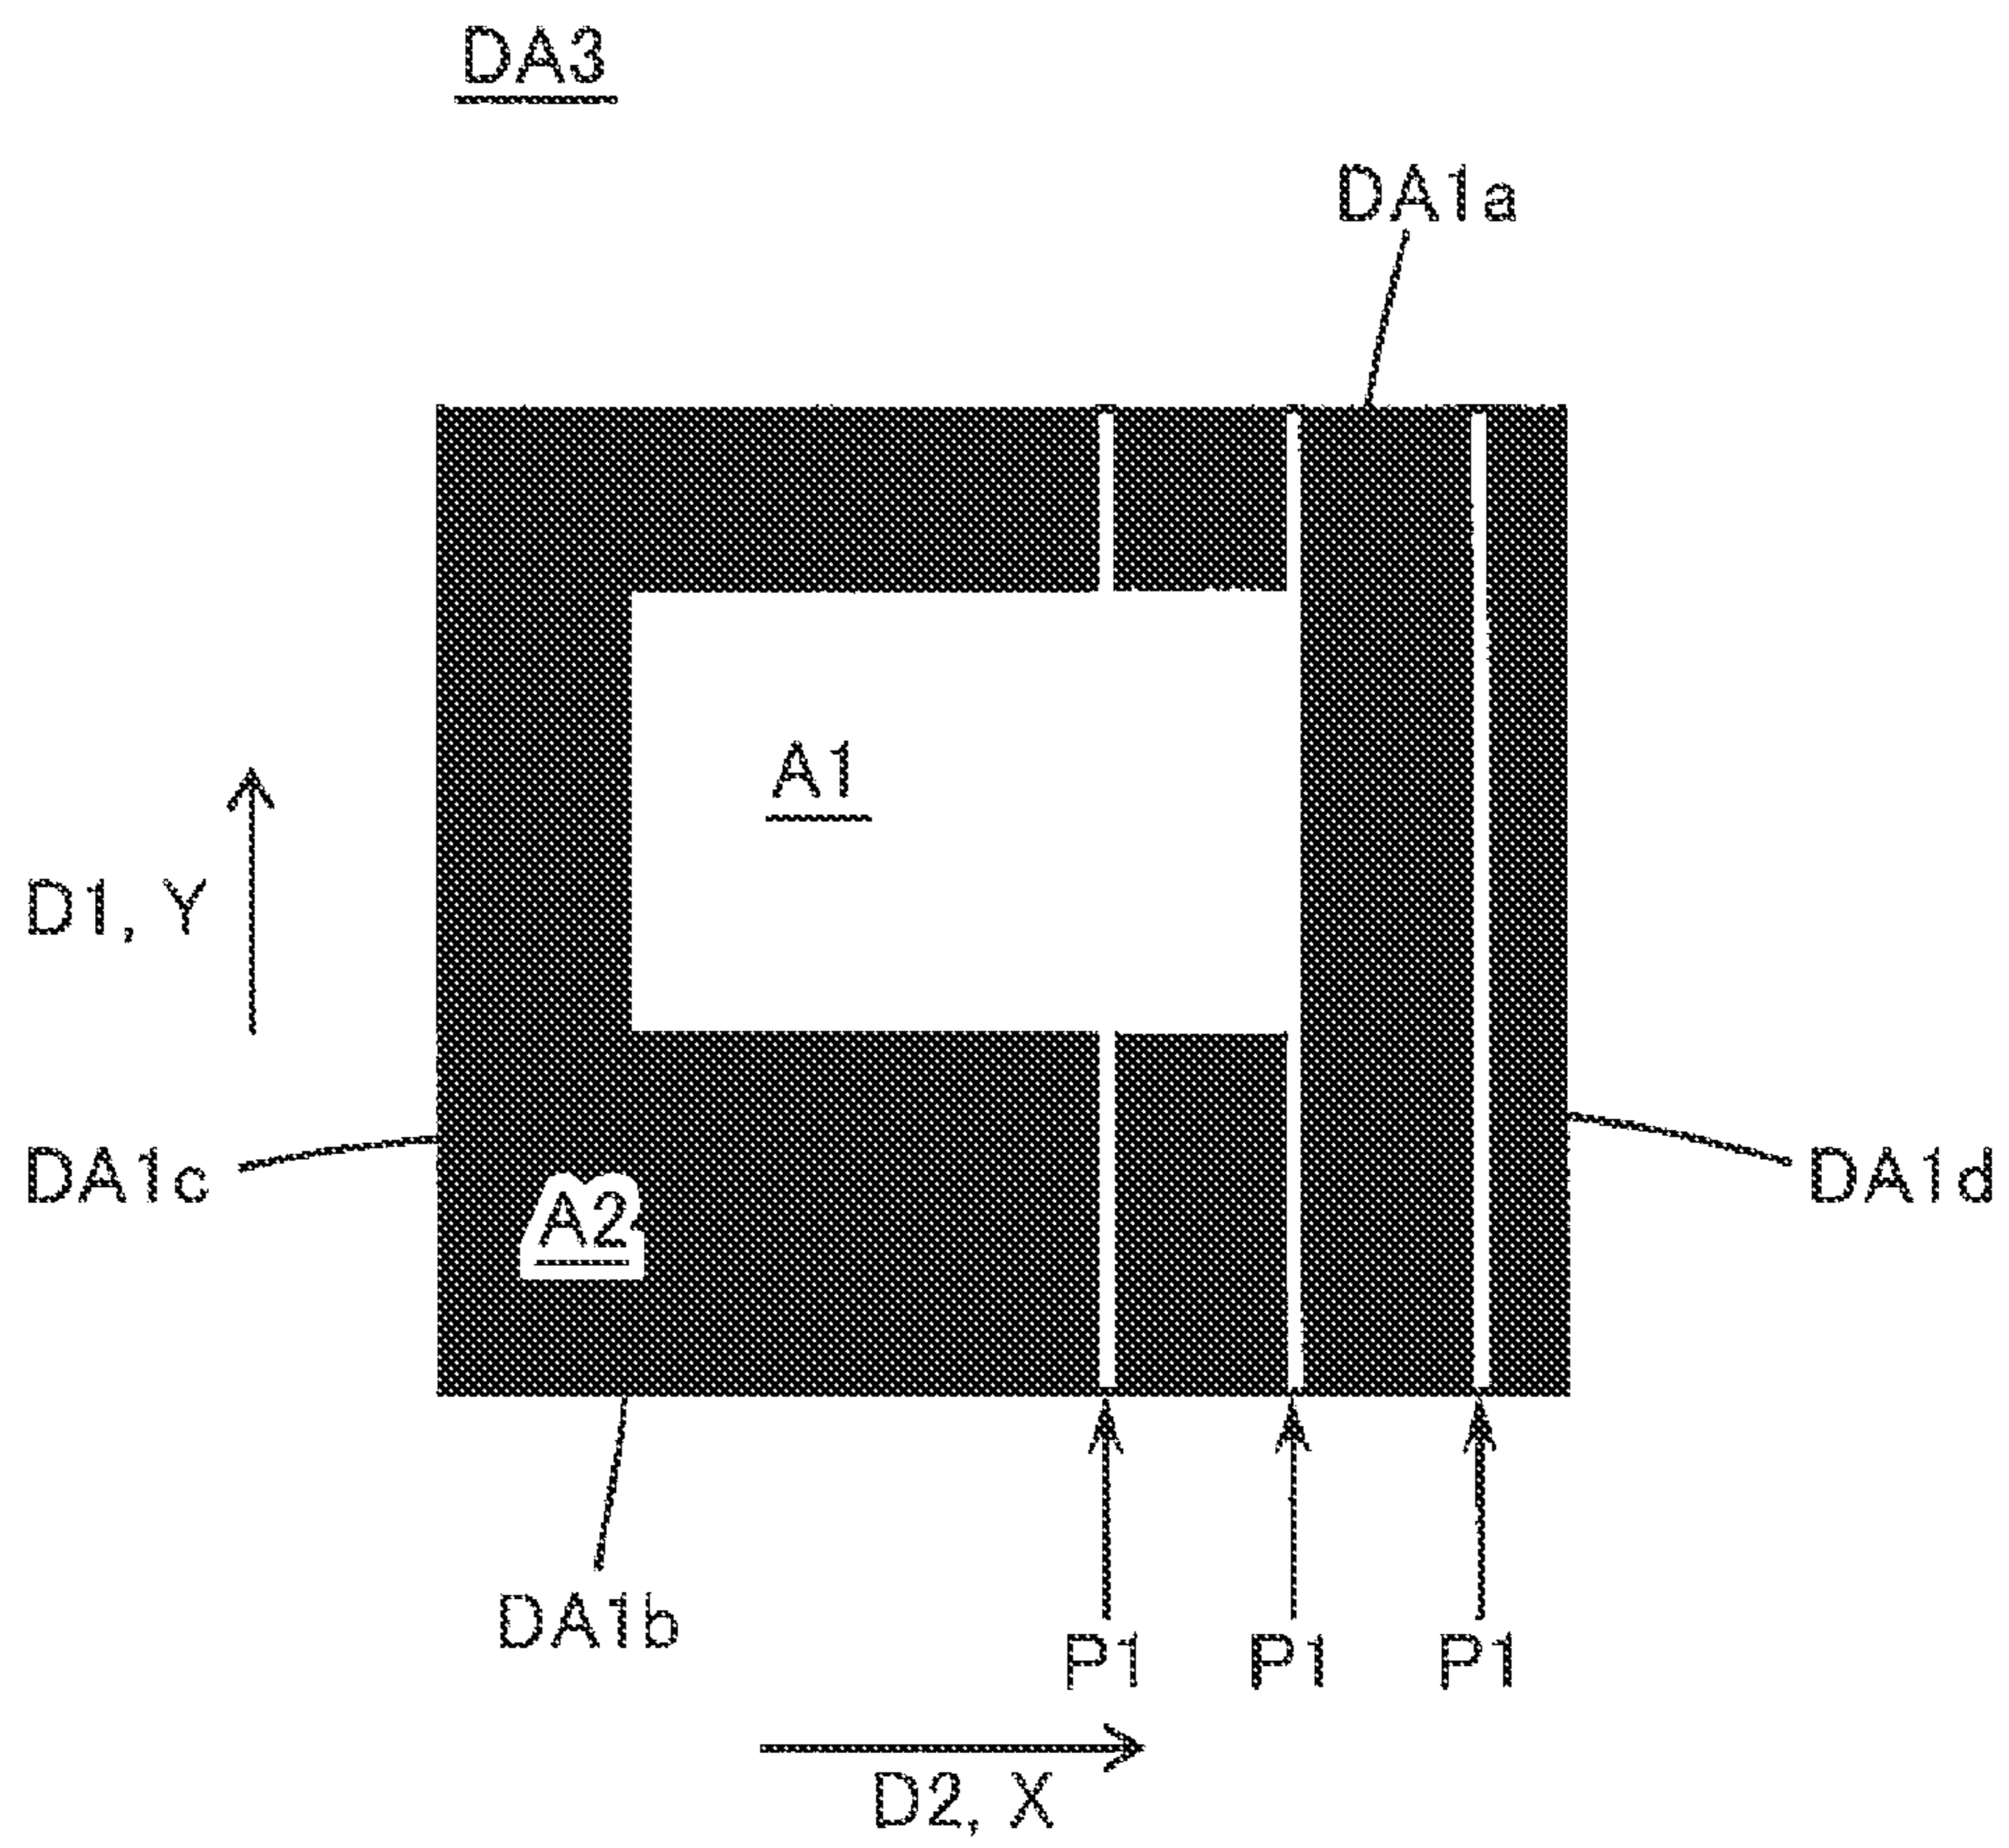 DA3
DA1a
A1
D1, Y
DA1c
DA1d
A2
DA1b
P1 P1 P1
D2, X